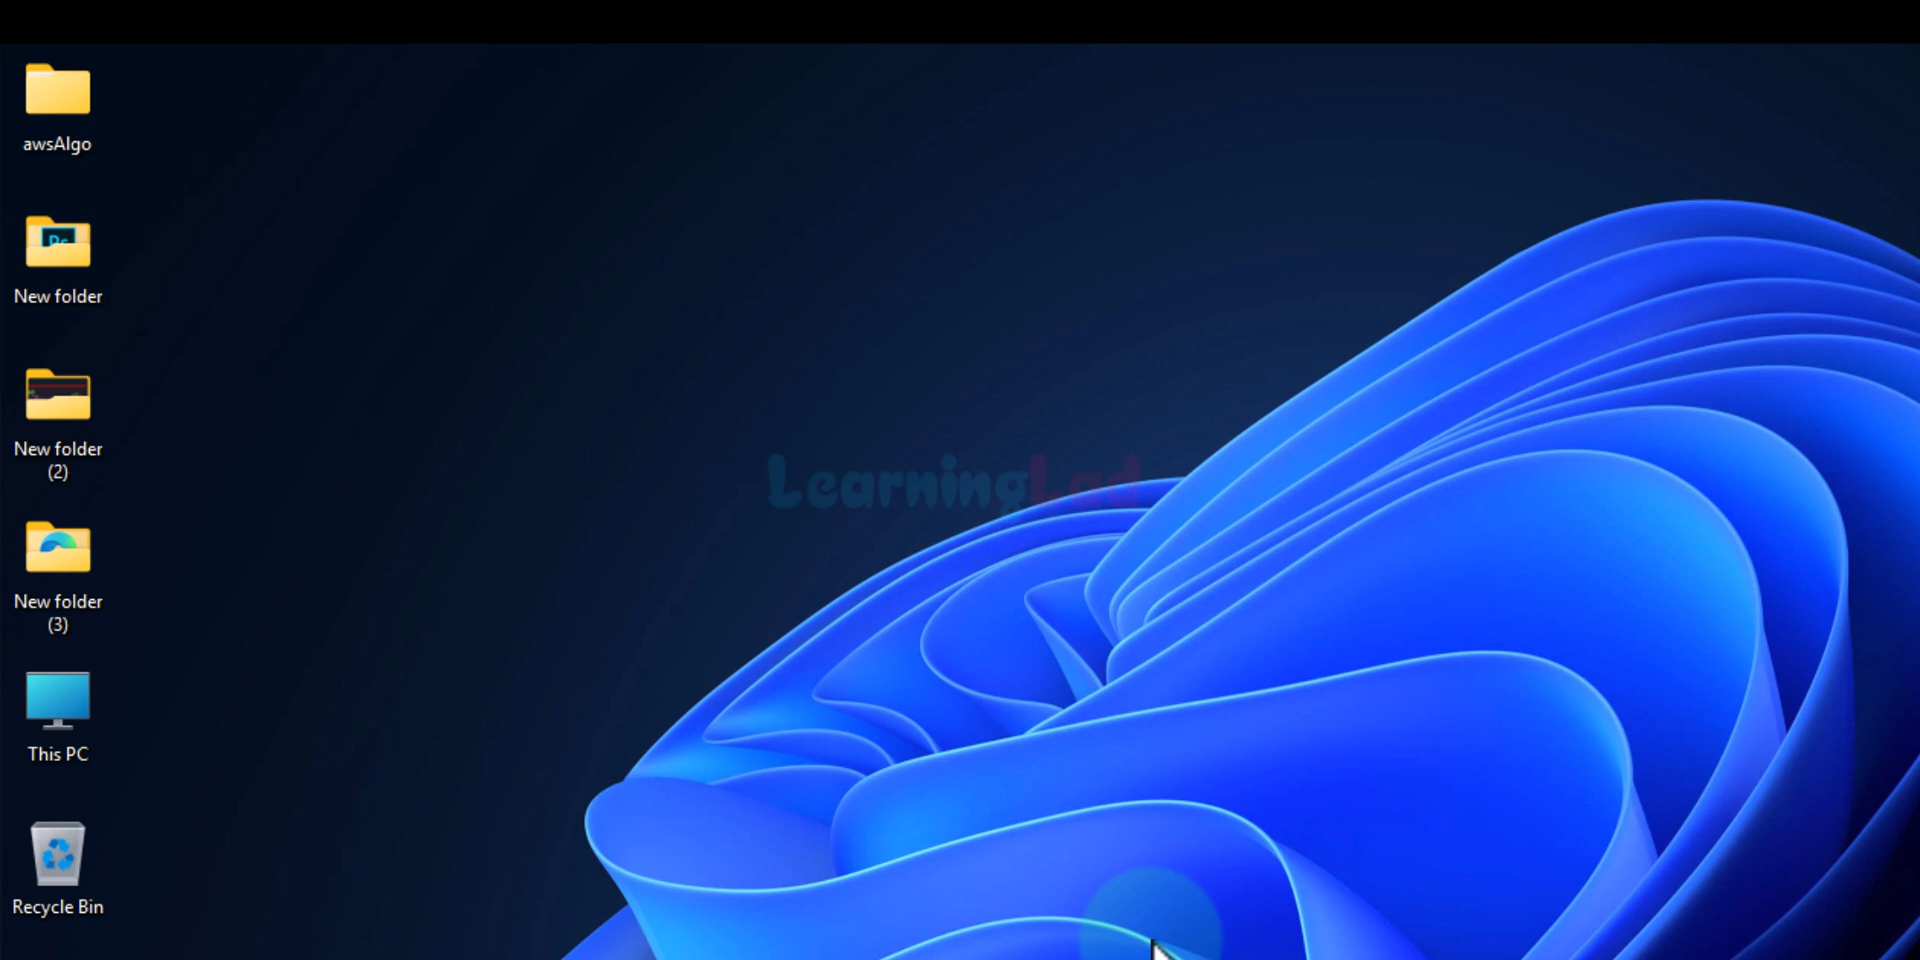 awsAlgo
New folder
New folder
(2)
LearningLad
New folder
(3)
This PC
Recycle Bin